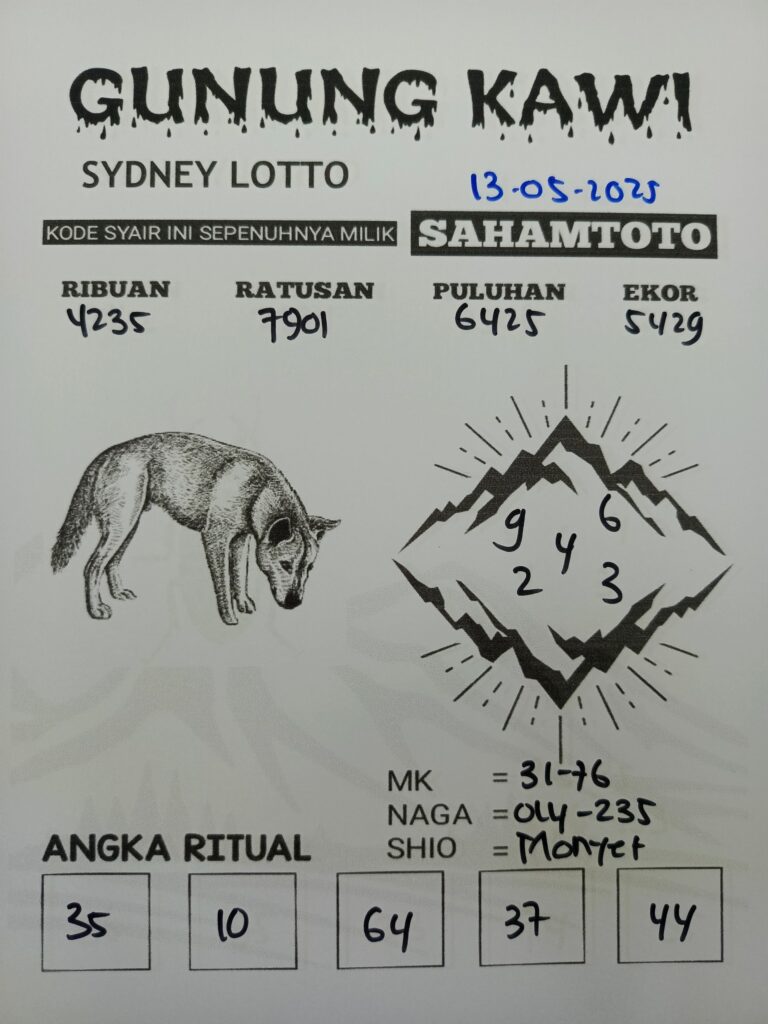 GUNUNG KAWI
SYDNEY LOTTO
13-05-2025
KODE SYAIR INI SEPENUHNYA MILIK SAHAMTOTO
RIBUAN RATUSAN PULUHAN EKOR
4235 7901 6425 5429
9 6
4
2 3
MK = 31-76
NAGA = 014-235
SHIO = Monyet
ANGKA RITUAL
35 10 64 37 44